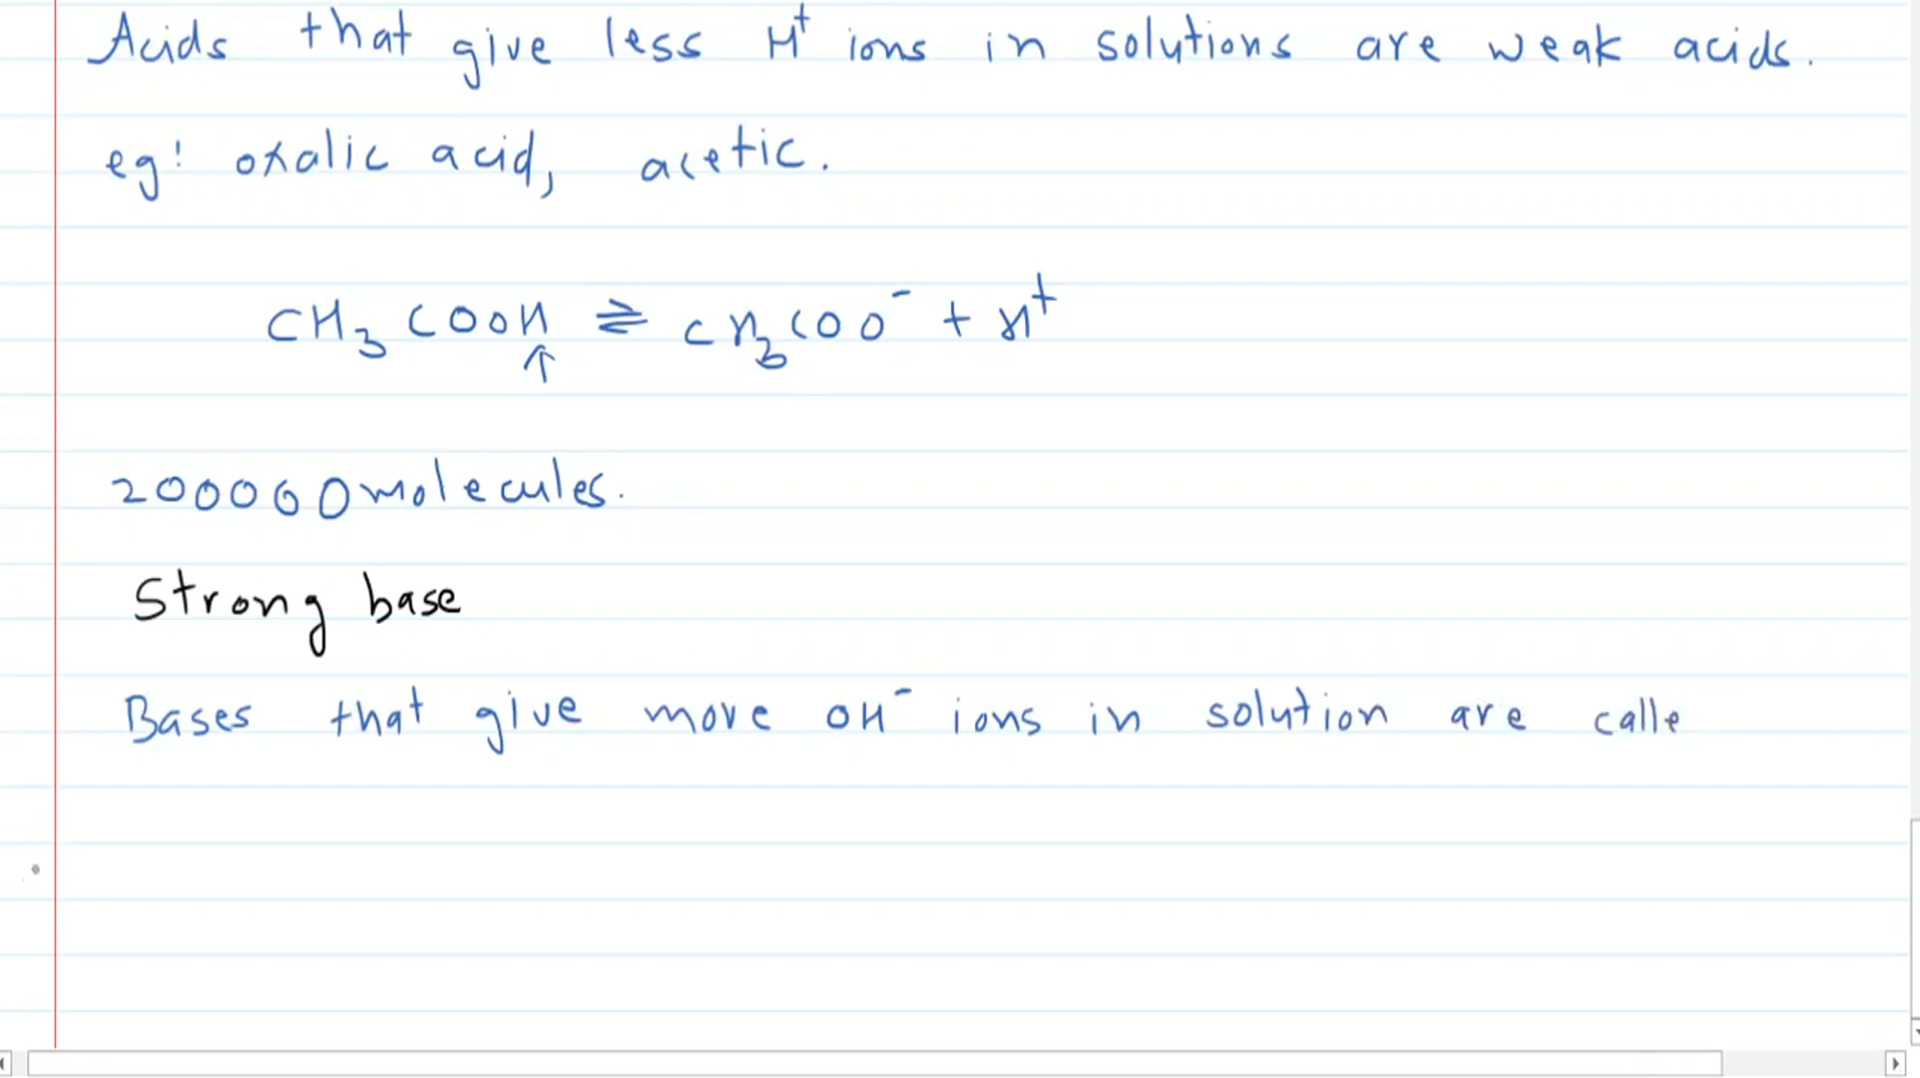 Acids that give less H⁺ ions in solutions are weak acids.
eg: oxalic acid, acetic.
CH₃COOH ⇌ CH₃COO⁻ + H⁺
↑
200000 molecules.
Strong base
Bases that give more OH⁻ ions in solution are calle